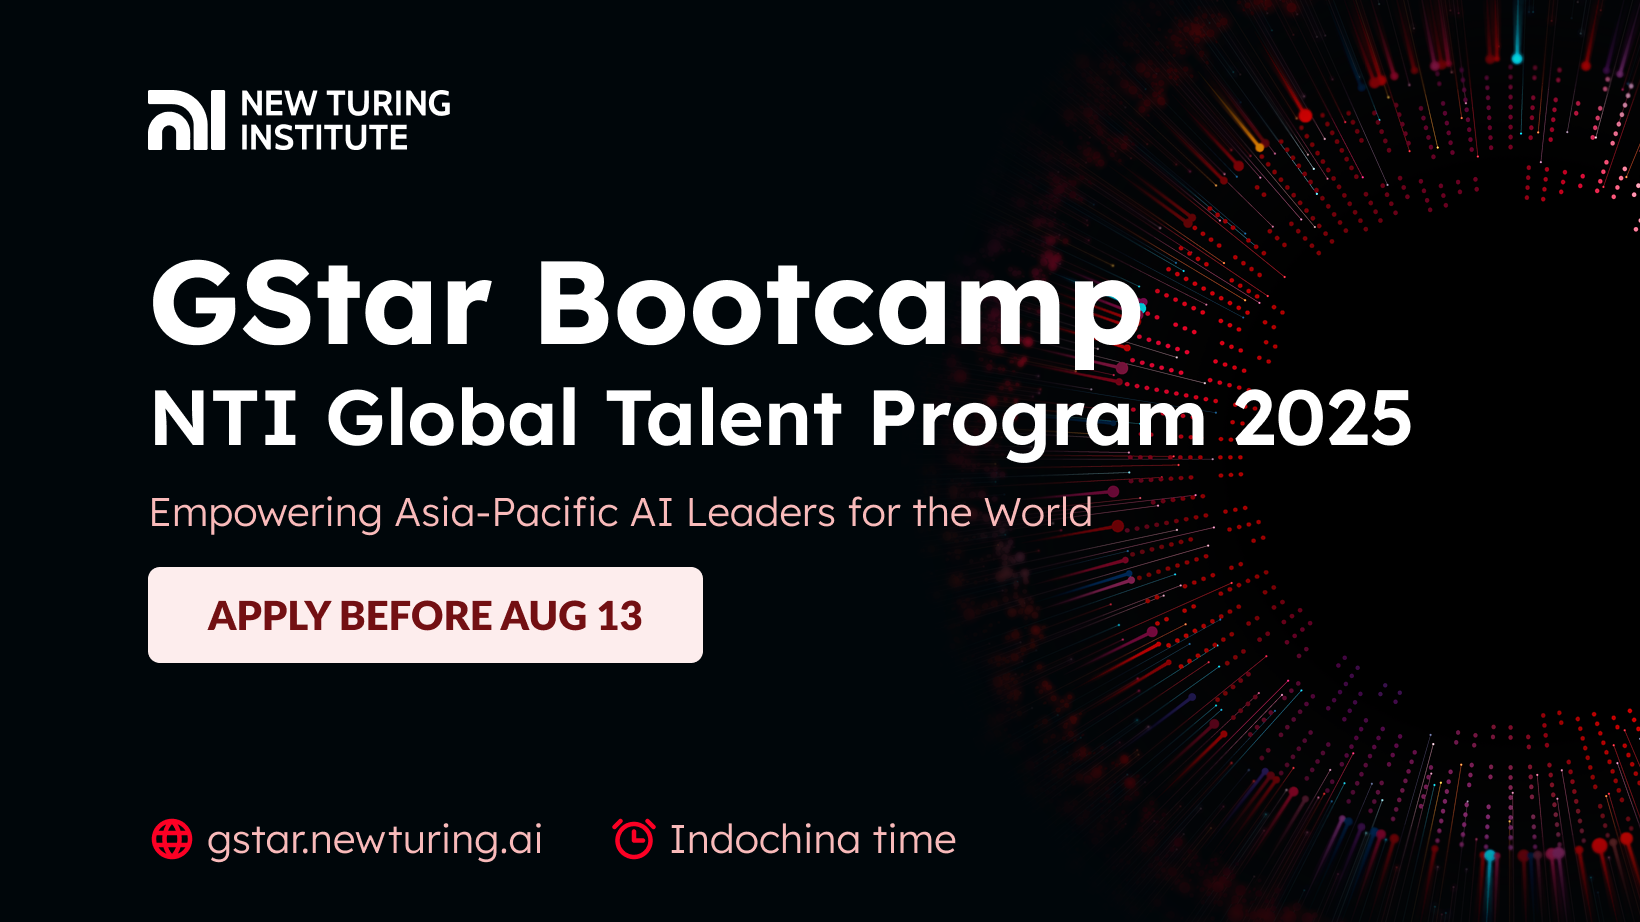 NEW TURING
INSTITUTE
GStar Bootcamp
NTI Global Talent Program 2025
Empowering Asia-Pacific AI Leaders for the World
APPLY BEFORE AUG 13
gstar.newturing.ai
Indochina time